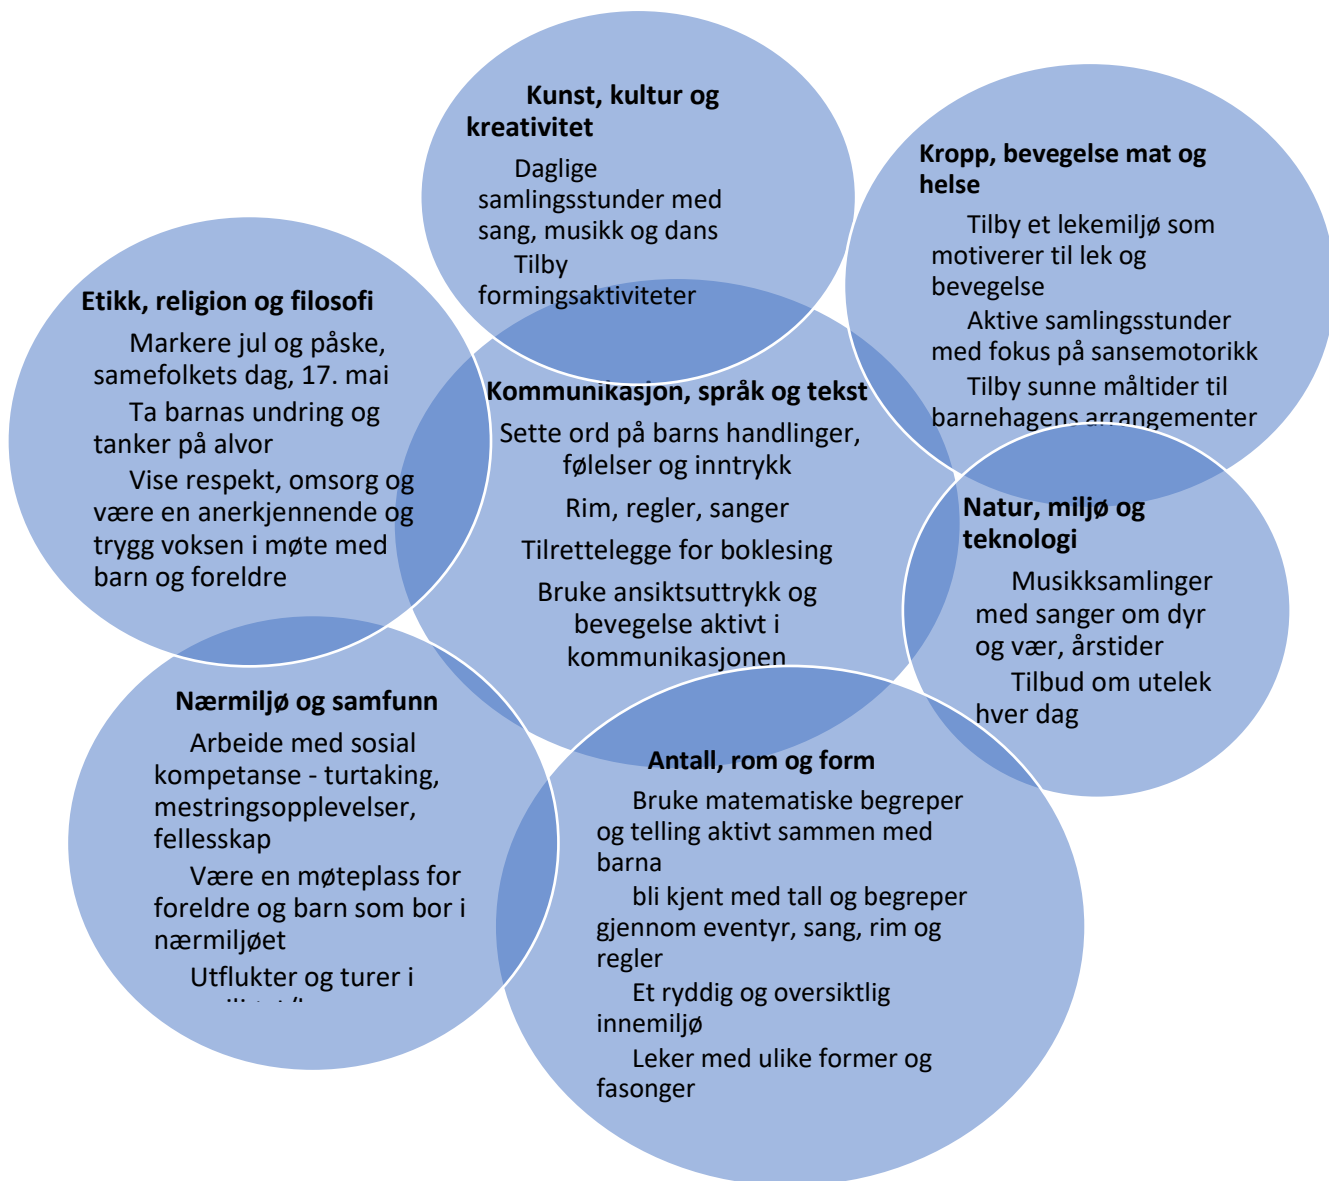 Kunst, kultur og
kreativitet
Daglige
samlingsstunder med
sang, musikk og dans
Tilby
formingsaktiviteter
Kropp, bevegelse mat og
helse
Tilby et lekemiljø som
motiverer til lek og
bevegelse
Aktive samlingsstunder
med fokus på sansemotorikk
Tilby sunne måltider til
barnehagens arrangementer
Etikk, religion og filosofi
Markere jul og påske,
samefolkets dag, 17. mai
Ta barnas undring og
tanker på alvor
Vise respekt, omsorg og
være en anerkjennende og
trygg voksen i møte med
barn og foreldre
Kommunikasjon, språk og tekst
Sette ord på barns handlinger,
følelser og inntrykk
Rim, regler, sanger
Tilrettelegge for boklesing
Bruke ansiktsuttrykk og
bevegelse aktivt i
kommunikasjonen
Natur, miljø og
teknologi
Musikksamlinger
med sanger om dyr
og vær, årstider
Tilbud om utelek
hver dag
Nærmiljø og samfunn
Arbeide med sosial
kompetanse - turtaking,
mestringsopplevelser,
fellesskap
Være en møteplass for
foreldre og barn som bor i
nærmiljøet
Utflukter og turer i
Antall, rom og form
Bruke matematiske begreper
og telling aktivt sammen med
barna
bli kjent med tall og begreper
gjennom eventyr, sang, rim og
regler
Et ryddig og oversiktlig
innemiljø
Leker med ulike former og
fasonger